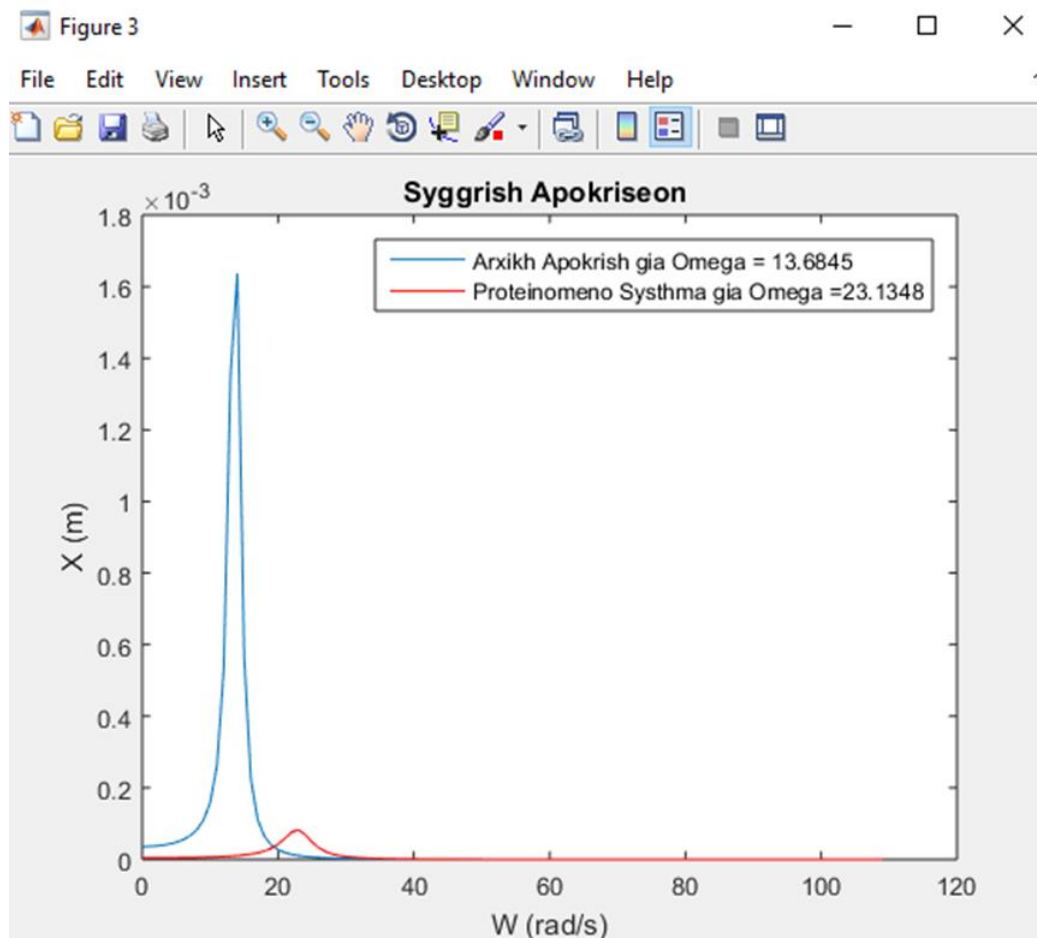 Figure 3
File Edit View Insert Tools Desktop Window Help
Syggrish Apokriseon
×10-3
1.8
1.6
1.4
1.2
1
0.8
0.6
0.4
0.2
0
Arxikh Apokrish gia Omega = 13.6845
Proteinomeno Systhma gia Omega =23.1348
X (m)
0 20 40 60 80 100 120
W (rad/s)